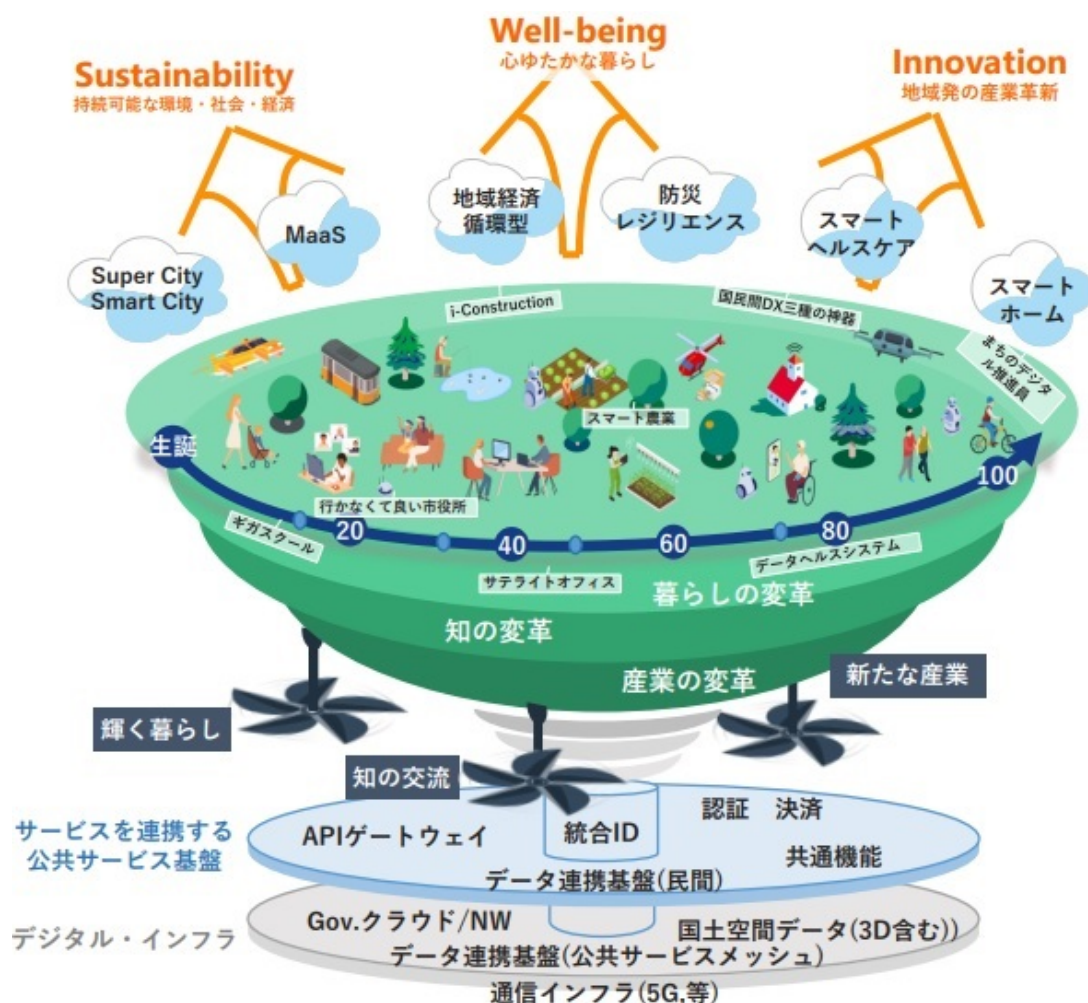 Well-being
心ゆたかな暮らし
Sustainability
持続可能な環境・社会・経済
Innovation
地域発の産業革新
Super City
Smart City
MaaS
地域経済
循環型
防災
レジリエンス
スマート
ヘルスケア
スマート
ホーム
i-Construction
国民間DX三種の神器
まちのデジタ
ル推進員
スマート農業
生誕
行かなくて良い市役所
100
ギガスクール
20
40
60
80
サテライトオフィス
データヘルスシステム
暮らしの変革
知の変革
産業の変革
新たな産業
輝く暮らし
知の交流
サービスを連携する
公共サービス基盤
APIゲートウェイ
統合ID
認証 決済
共通機能
データ連携基盤(民間)
デジタル・インフラ
Gov.クラウド/NW
国土空間データ(3D含む))
データ連携基盤(公共サービスメッシュ)
通信インフラ(5G,等)